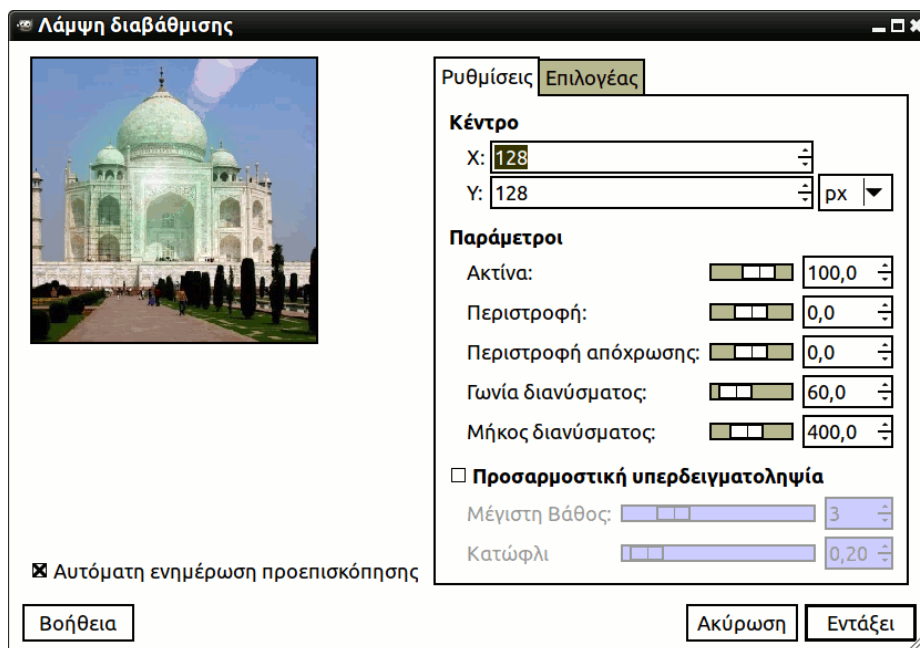 Λάμψη διαβάθμισης
Ρυθμίσεις Επιλογέας
Κέντρο
X: 128
Y: 128 px
Παράμετροι
Ακτίνα: 100,0
Περιστροφή: 0,0
Περιστροφή απόχρωσης: 0,0
Γωνία διανύσματος: 60,0
Μήκος διανύσματος: 400,0
Προσαρμοστική υπερδειγματοληψία
Μέγιστη Βάθος: 3
Κατώφλι 0,20
Αυτόματη ενημέρωση προεπισκόπησης
Βοήθεια Ακύρωση Εντάξει